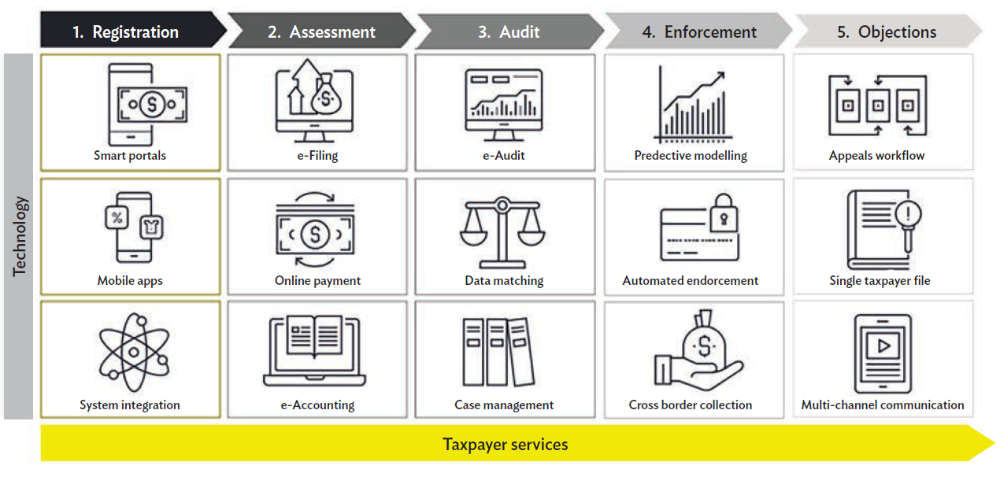 1. Registration
2. Assessment
3. Audit
4. Enforcement
5. Objections
Technology
Smart portals
e-Filing
e-Audit
Predective modelling
Appeals workflow
Mobile apps
Online payment
Data matching
Automated endorcement
Single taxpayer file
System integration
e-Accounting
Case management
Cross border collection
Multi-channel communication
Taxpayer services